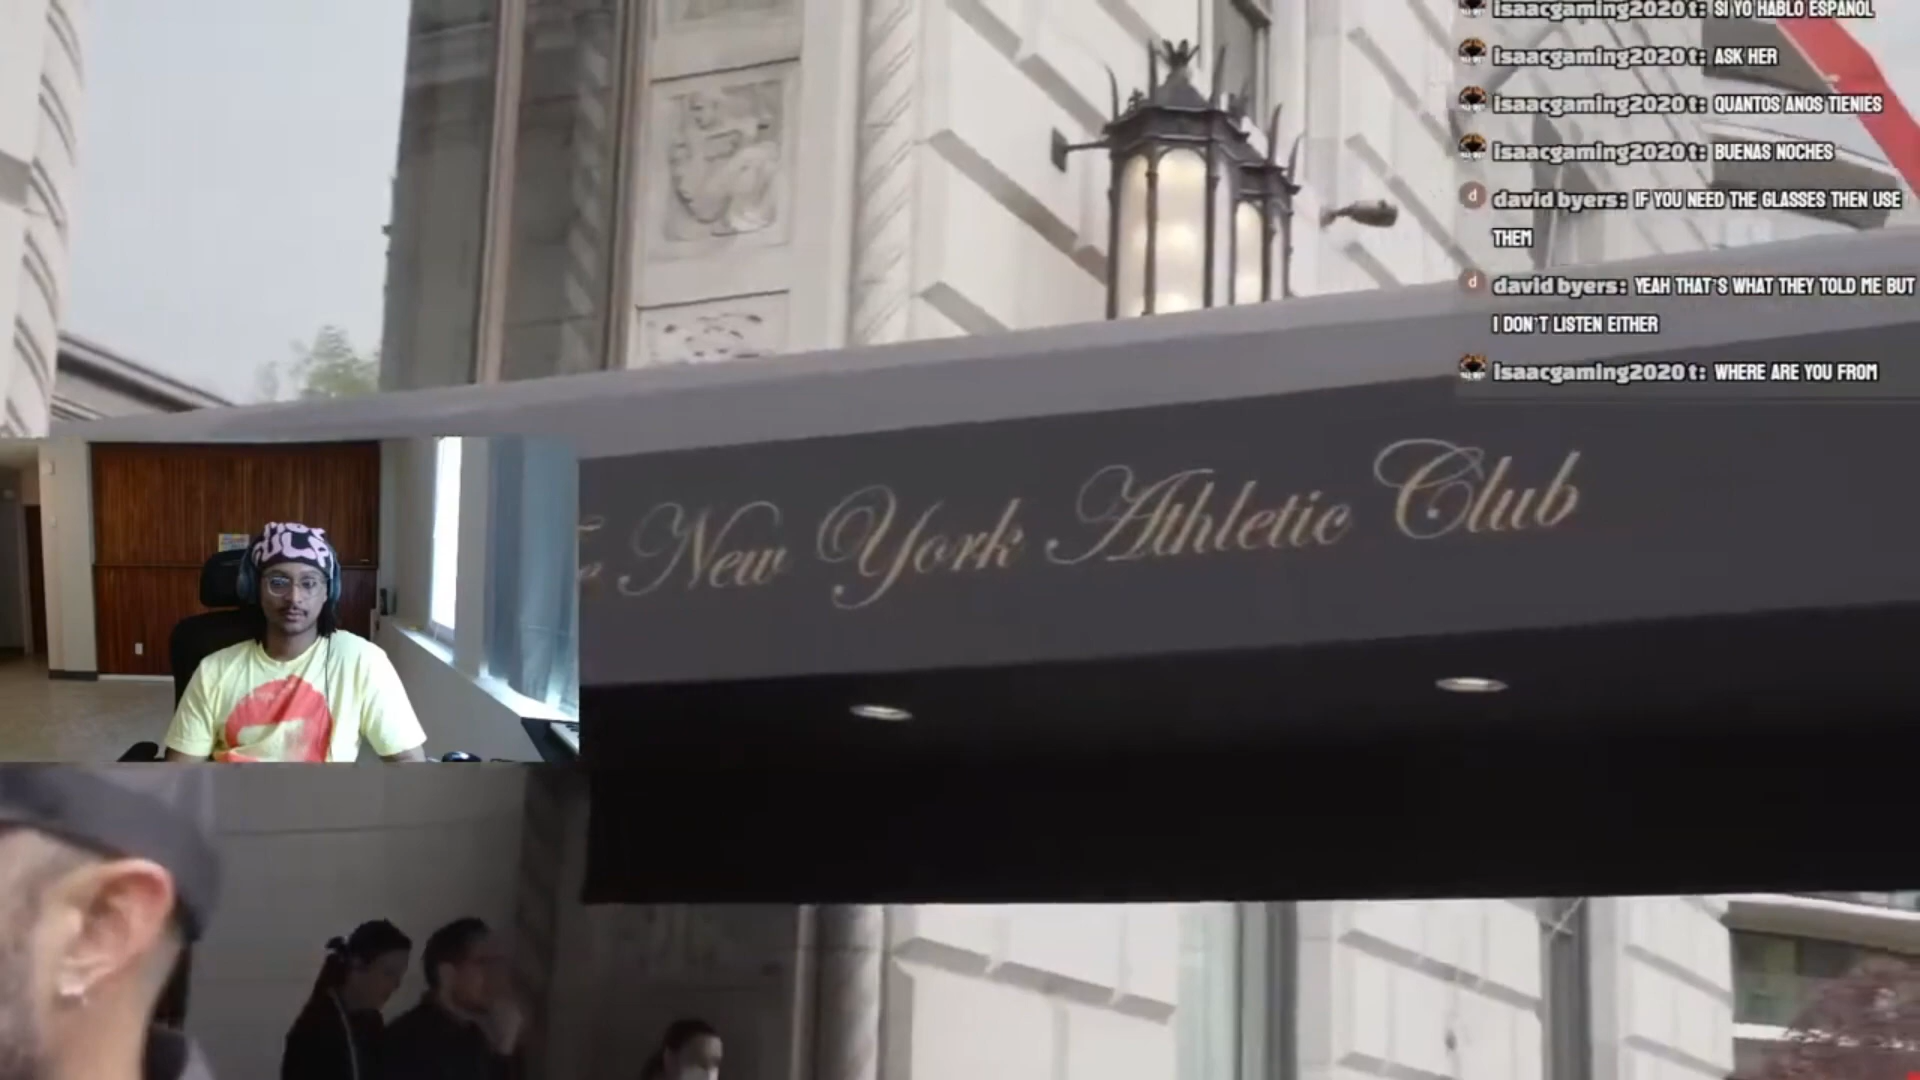 isaacgaming2020 t: SI YO HABLO ESPANOL
isaacgaming2020 t: ASK HER
isaacgaming2020 t: QUANTOS ANOS TIENIES
isaacgaming2020 t: BUENAS NOCHES
d david byers: IF YOU NEED THE GLASSES THEN USE
THEM
d david byers: YEAH THAT'S WHAT THEY TOLD ME BUT
I DON'T LISTEN EITHER
isaacgaming2020 t: WHERE ARE YOU FROM
New York Athletic Club